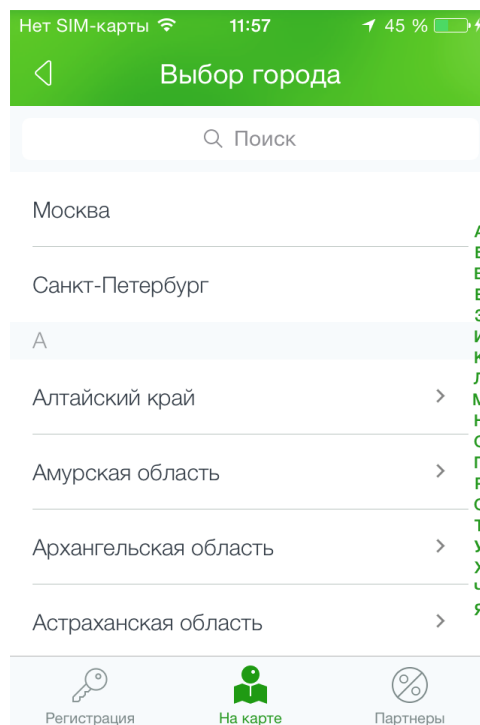 Нет SIM-карты 11:57 45 %
Выбор города
Поиск
Москва
Санкт-Петербург
А
Алтайский край
Амурская область
Архангельская область
Астраханская область
Регистрация На карте Партнеры